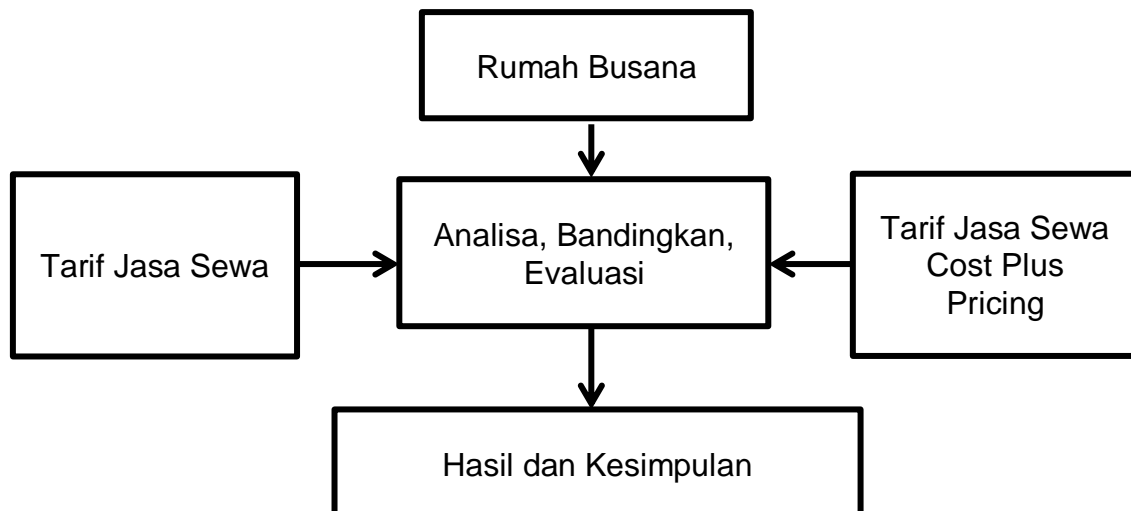 Rumah Busana
Tarif Jasa Sewa
Analisa, Bandingkan,
Evaluasi
Tarif Jasa Sewa
Cost Plus
Pricing
Hasil dan Kesimpulan